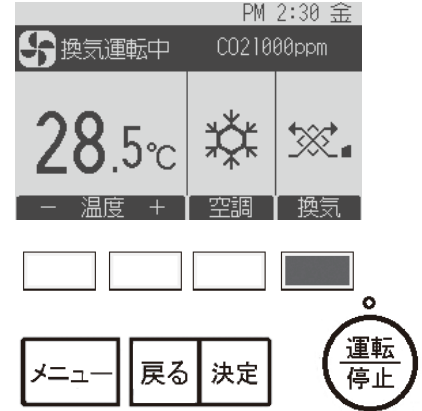 PM 2:30 金
換気運転中 CO21000ppm
28.5℃
− 温度 + 空調 換気
メニュー 戻る 決定 運転
停止